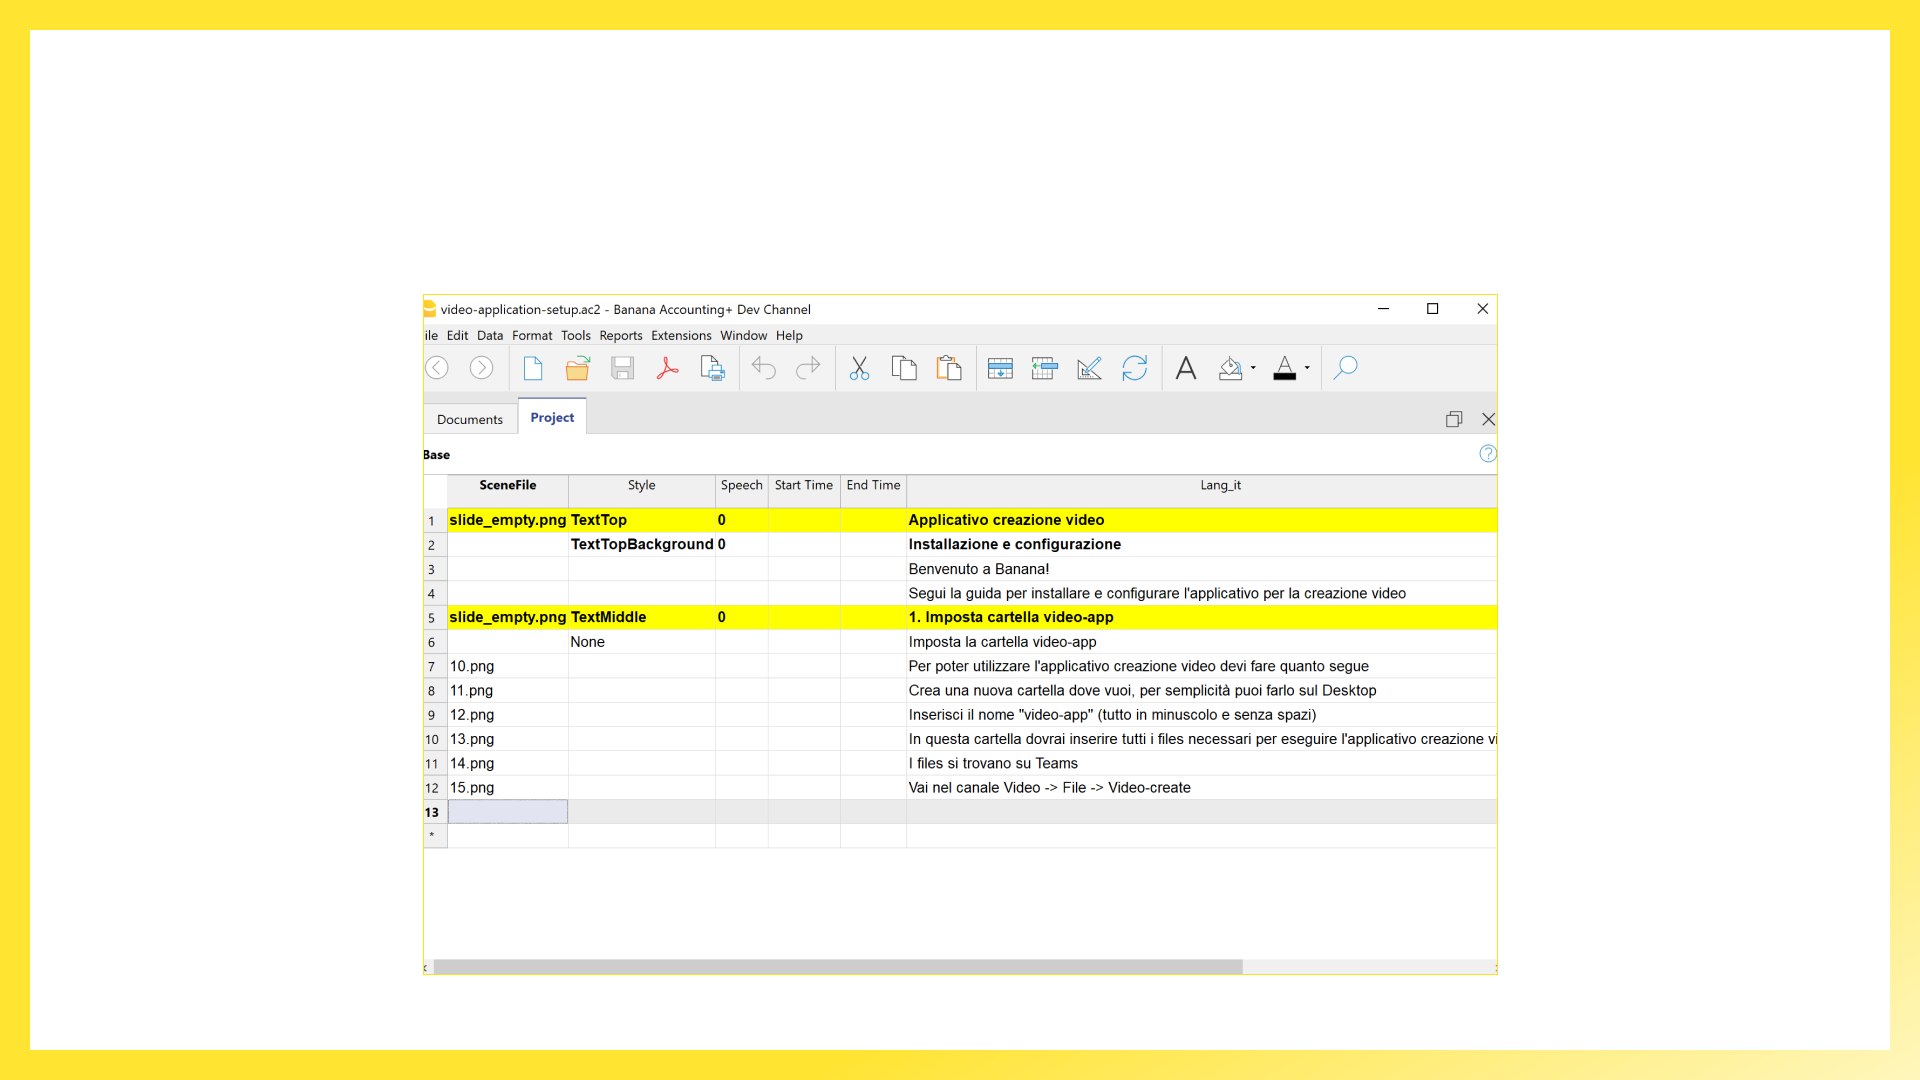 video-application-setup.ac2 - Banana Accounting+ Dev Channel
ile Edit Data Format Tools Reports Extensions Window Help
Documents Project
Base
SceneFile Style Speech Start Time End Time Lang_it
1 slide_empty.png TextTop 0 Applicativo creazione video
2 TextTopBackground 0 Installazione e configurazione
3 Benvenuto a Banana!
4 Segui la guida per installare e configurare l'applicativo per la creazione video
5 slide_empty.png TextMiddle 0 1. Imposta cartella video-app
6 None Imposta la cartella video-app
7 10.png Per poter utilizzare l'applicativo creazione video devi fare quanto segue
8 11.png Crea una nuova cartella dove vuoi, per semplicità puoi farlo sul Desktop
9 12.png Inserisci il nome "video-app" (tutto in minuscolo e senza spazi)
10 13.png In questa cartella dovrai inserire tutti i files necessari per eseguire l'applicativo creazione vi
11 14.png I files si trovano su Teams
12 15.png Vai nel canale Video -> File -> Video-create
13
*